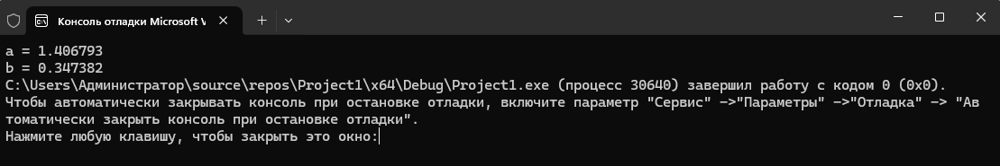 Консоль отладки Microsoft V
a = 1.406793
b = 0.347382
C:\Users\Администратор\source\repos\Project1\x64\Debug\Project1.exe (процесс 30640) завершил работу с кодом 0 (0x0).
Чтобы автоматически закрывать консоль при остановке отладки, включите параметр "Сервис" ->"Параметры" ->"Отладка" -> "Ав
томатически закрыть консоль при остановке отладки".
Нажмите любую клавишу, чтобы закрыть это окно: